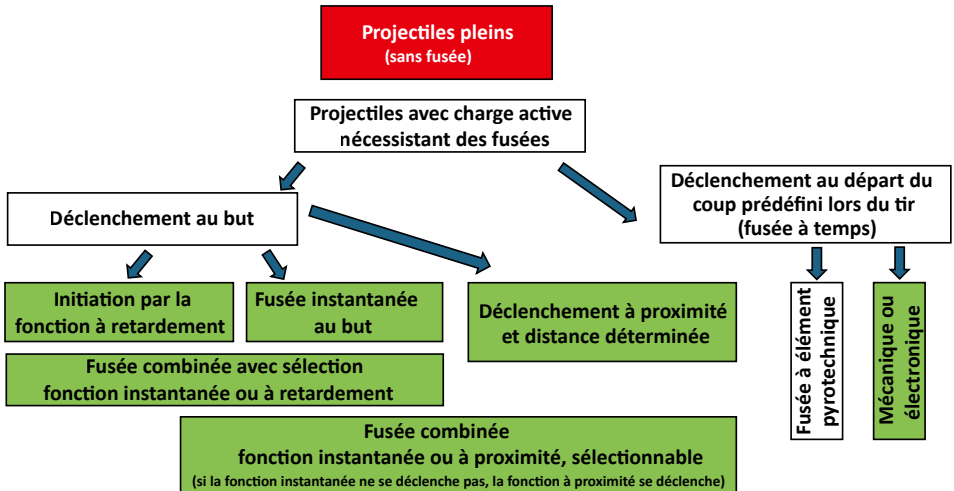 Projectiles pleins
(sans fusée)
Projectiles avec charge active
nécessistant des fusées
Déclenchement au but
Déclenchement au départ du
coup prédéfini lors du tir
(fusée à temps)
Initiation par la
fonction à retardement
Fusée instantanée
au but
Déclenchement à proximité
et distance déterminée
Fusée à élément
pyrotechnique
Mécanique ou
électronique
Fusée combinée avec sélection
fonction instantanée ou à retardement
Fusée combinée
fonction instantanée ou à proximité, sélectionnable
(si la fonction instantanée ne se déclenche pas, la fonction à proximité se déclenche)